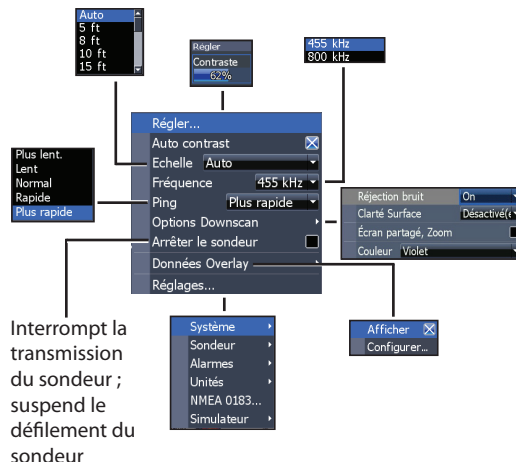 Auto
5 ft
8 ft
10 ft
15 ft
Régler
Contraste
62%
455 kHz
800 kHz
Plus lent.
Lent
Normal
Rapide
Plus rapide
Régler...
Auto contrast
Echelle Auto
Fréquence 455 kHz
Ping Plus rapide
Options Downscan
Arrêter le sondeur
Données Overlay
Réglages...
Réjection bruit On
Clarté Surface Désactivé(e
Écran partagé, Zoom
Couleur Violet
Système
Sondeur
Alarmes
Unités
NMEA 0183...
Simulateur
Afficher
Configurer...
Interrompt la
transmission
du sondeur ;
suspend le
défilement du
sondeur